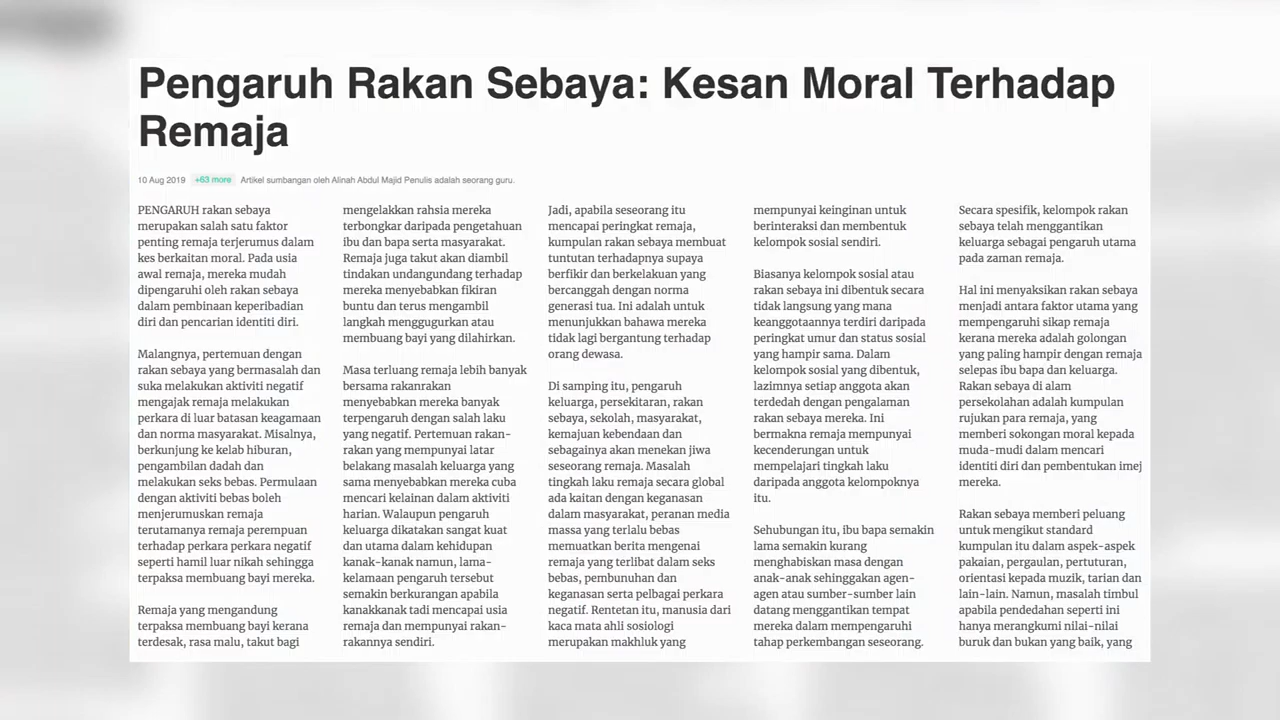 Pengaruh Rakan Sebaya: Kesan Moral Terhadap
Remaja
10 Aug 2019 +63 more Artikel sumbangan oleh Alinah Abdul Majid Penulis adalah seorang guru.
PENGARUH rakan sebaya
merupakan salah satu faktor
penting remaja terjerumus dalam
kes berkaitan moral. Pada usia
awal remaja, mereka mudah
dipengaruhi oleh rakan sebaya
dalam pembinaan keperibadian
diri dan pencarian identiti diri.
Malangnya, pertemuan dengan
rakan sebaya yang bermasalah dan
suka melakukan aktiviti negatif
mengajak remaja melakukan
perkara di luar batasan keagamaan
dan norma masyarakat. Misalnya,
berkunjung ke kelab hiburan,
pengambilan dadah dan
melakukan seks bebas. Permulaan
dengan aktiviti bebas boleh
menjerumuskan remaja
terutamanya remaja perempuan
terhadap perkara perkara negatif
seperti hamil luar nikah sehingga
terpaksa membuang bayi mereka.
Remaja yang mengandung
terpaksa membuang bayi kerana
terdesak, rasa malu, takut bagi
mengelakkan rahsia mereka
terbongkar daripada pengetahuan
ibu dan bapa serta masyarakat.
Remaja juga takut akan diambil
tindakan undangundang terhadap
mereka menyebabkan fikiran
buntu dan terus mengambil
langkah menggugurkan atau
membuang bayi yang dilahirkan.
Masa terluang remaja lebih banyak
bersama rakanrakan
menyebabkan mereka banyak
terpengaruh dengan salah laku
yang negatif. Pertemuan rakan-
rakan yang mempunyai latar
belakang masalah keluarga yang
sama menyebabkan mereka cuba
mencari kelainan dalam aktiviti
harian. Walaupun pengaruh
keluarga dikatakan sangat kuat
dan utama dalam kehidupan
kanak-kanak namun, lama-
kelamaan pengaruh tersebut
semakin berkurangan apabila
kanakkanak tadi mencapai usia
remaja dan mempunyai rakan-
rakannya sendiri.
Jadi, apabila seseorang itu
mencapai peringkat remaja,
kumpulan rakan sebaya membuat
tuntutan terhadapnya supaya
berfikir dan berkelakuan yang
bercanggah dengan norma
generasi tua. Ini adalah untuk
menunjukkan bahawa mereka
tidak lagi bergantung terhadap
orang dewasa.
Di samping itu, pengaruh
keluarga, persekitaran, rakan
sebaya, sekolah, masyarakat,
kemajuan kebendaan dan
sebagainya akan menekan jiwa
seseorang remaja. Masalah
tingkah laku remaja secara global
ada kaitan dengan keganasan
dalam masyarakat, peranan media
massa yang terlalu bebas
memuatkan berita mengenai
remaja yang terlibat dalam seks
bebas, pembunuhan dan
keganasan serta pelbagai perkara
negatif. Rentetan itu, manusia dari
kaca mata ahli sosiologi
merupakan makhluk yang
mempunyai keinginan untuk
berinteraksi dan membentuk
kelompok sosial sendiri.
Biasanya kelompok sosial atau
rakan sebaya ini dibentuk secara
tidak langsung yang mana
keanggotaannya terdiri daripada
peringkat umur dan status sosial
yang hampir sama. Dalam
kelompok sosial yang dibentuk,
lazimnya setiap anggota akan
terdedah dengan pengalaman
rakan sebaya mereka. Ini
bermakna remaja mempunyai
kecenderungan untuk
mempelajari tingkah laku
daripada anggota kelompoknya
itu.
Sehubungan itu, ibu bapa semakin
lama semakin kurang
menghabiskan masa dengan
anak-anak sehinggakan agen-
agen atau sumber-sumber lain
datang menggantikan tempat
mereka dalam mempengaruhi
tahap perkembangan seseorang.
Secara spesifik, kelompok rakan
sebaya telah menggantikan
keluarga sebagai pengaruh utama
pada zaman remaja.
Hal ini menyaksikan rakan sebaya
menjadi antara faktor utama yang
mempengaruhi sikap remaja
kerana mereka adalah golongan
yang paling hampir dengan remaja
selepas ibu bapa dan keluarga.
Rakan sebaya di alam
persekolahan adalah kumpulan
rujukan para remaja, yang
memberi sokongan moral kepada
muda-mudi dalam mencari
identiti diri dan pembentukan imej
mereka.
Rakan sebaya memberi peluang
untuk mengikut standard
kumpulan itu dalam aspek-aspek
pakaian, pergaulan, pertuturan,
orientasi kepada muzik, tarian dan
lain-lain. Namun, masalah timbul
apabila pendedahan seperti ini
hanya merangkumi nilai-nilai
buruk dan bukan yang baik, yang